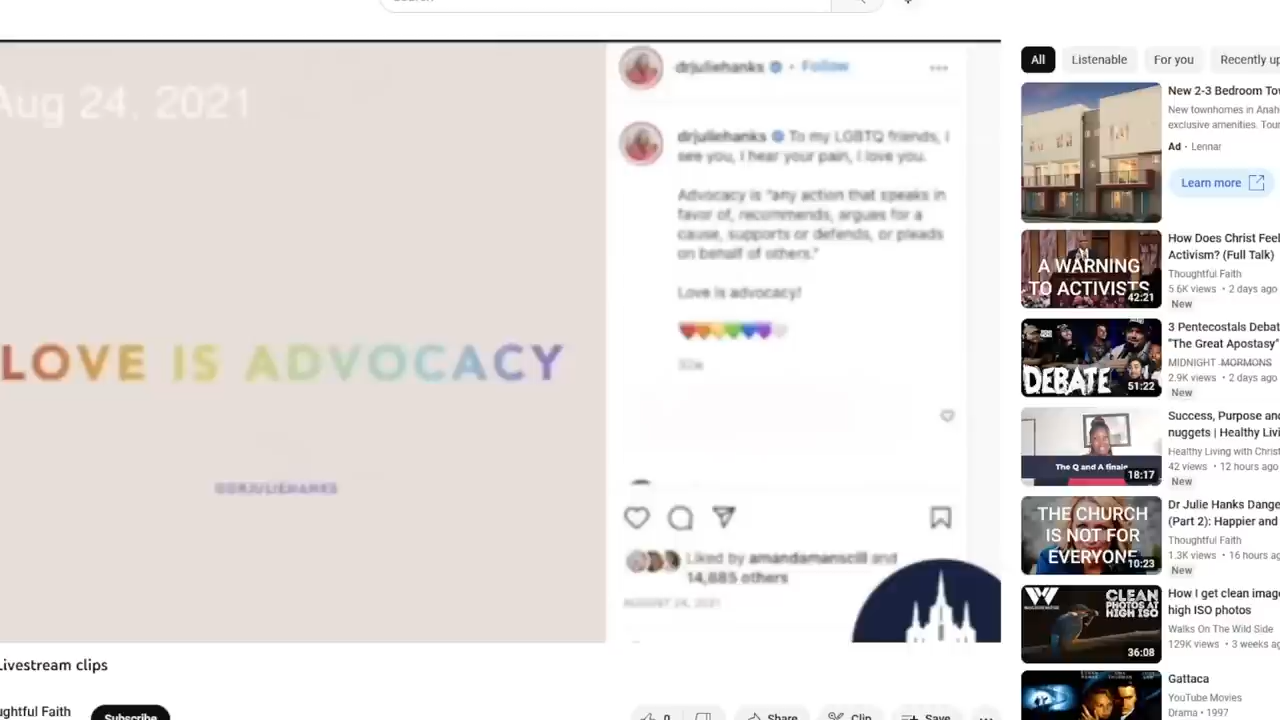 Aug 24, 2021
LOVE IS ADVOCACY
@DRJULIEHANKS
drjuliehanks • Follow
drjuliehanks To my LGBTQ friends, I
see you, I hear your pain, I love you.
Advocacy is "any action that speaks in
favor of, recommends, argues for a
cause, supports or defends, or pleads
on behalf of others."
Love is advocacy!
Liked by amandamanscill and
14,885 others
AUGUST 24, 2021
Livestream clips
ughtful Faith
Subscribe
0
Share
Clip
Save
All
Listenable
For you
Recently up
New 2-3 Bedroom Tow
New townhomes in Anah
exclusive amenities. Tour
Ad · Lennar
Learn more
A WARNING
TO ACTIVISTS
42:21
How Does Christ Feel
Activism? (Full Talk)
Thoughtful Faith
5.6K views • 2 days ago
New
DEBATE
51:22
3 Pentecostals Debat
"The Great Apostasy"
MIDNIGHT MORMONS
2.9K views • 2 days ago
New
The Q and A finale
18:17
Success, Purpose and
nuggets | Healthy Livi
Healthy Living with Christ
42 views • 12 hours ago
New
THE CHURCH
IS NOT FOR
EVERYONE
10:23
Dr Julie Hanks Dange
(Part 2): Happier and
Thoughtful Faith
1.3K views • 16 hours ag
New
CLEAN
PHOTOS AT
HIGH ISO
36:08
How I get clean image
high ISO photos
Walks On The Wild Side
129K views • 3 weeks a
Gattaca
YouTube Movies
Drama • 1997